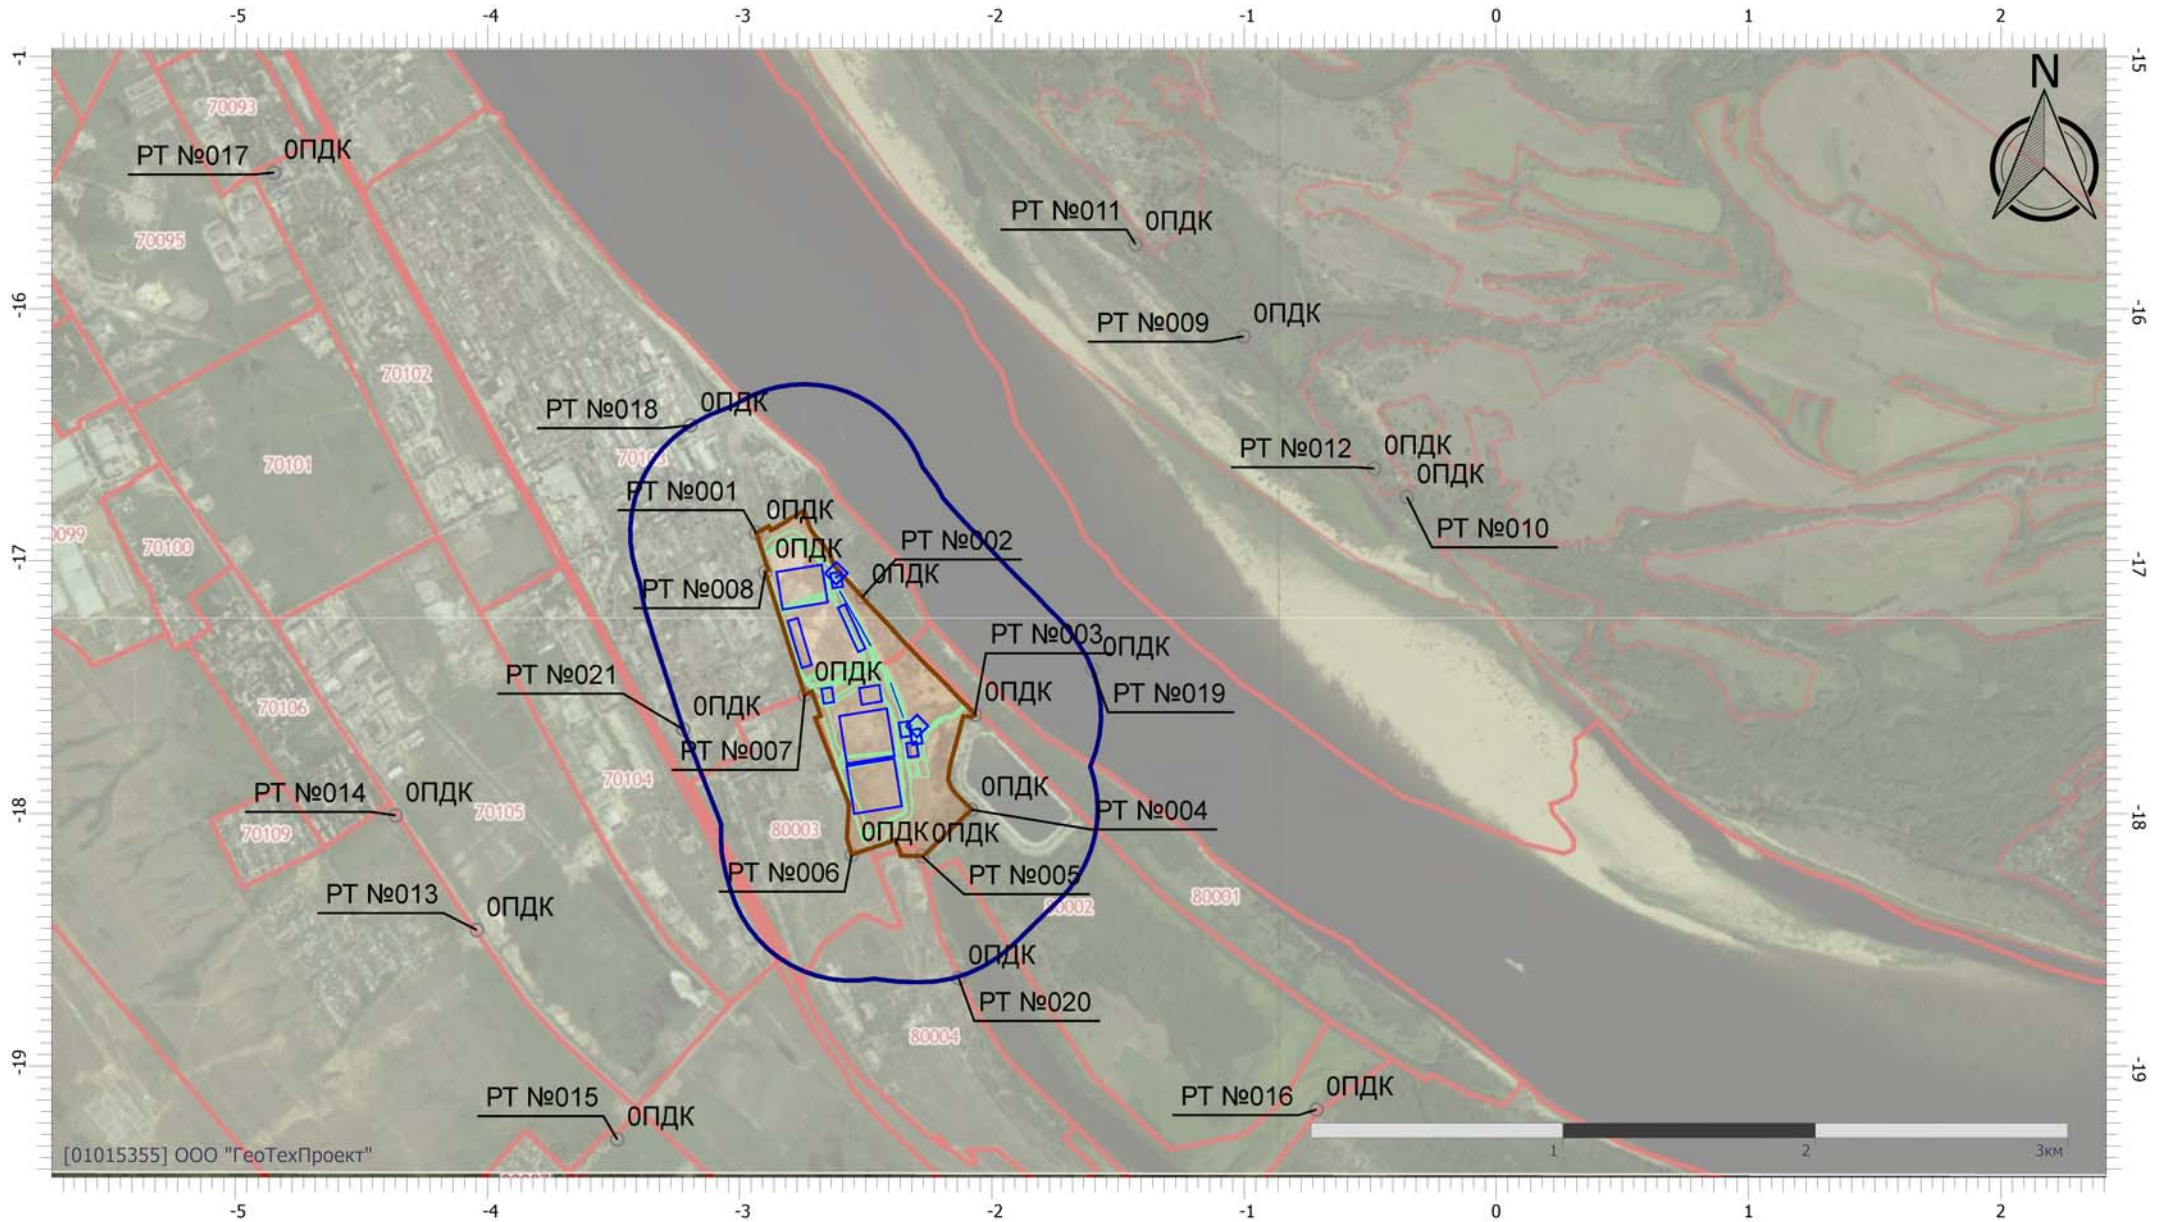 -5 -4 -3 -2 -1 0 1 2
-1
-15
N
70093
РТ №017 0ПДК
70095
РТ №011 0ПДК
-16
-16
РТ №009 0ПДК
70102
РТ №018 0ПДК
70101
70103
РТ №012 0ПДК
0ПДК
РТ №010
РТ №001 0ПДК
70100
-17
-17
РТ №002
0ПДК
0ПДК
РТ №008
РТ №003 0ПДК
РТ №021
0ПДК
0ПДК
РТ №019
70106
0ПДК
РТ №007
70104
РТ №014 0ПДК
0ПДК
70105
РТ №004
-18
-18
70109
80003
0ПДК 0ПДК
РТ №006
РТ №005
РТ №013 0ПДК
80002
80001
0ПДК
РТ №020
80004
-19
-19
РТ №015 0ПДК
РТ №016 0ПДК
1 2 3км
[01015355] ООО "ГеоТехПроект"
-5 -4 -3 -2 -1 0 1 2